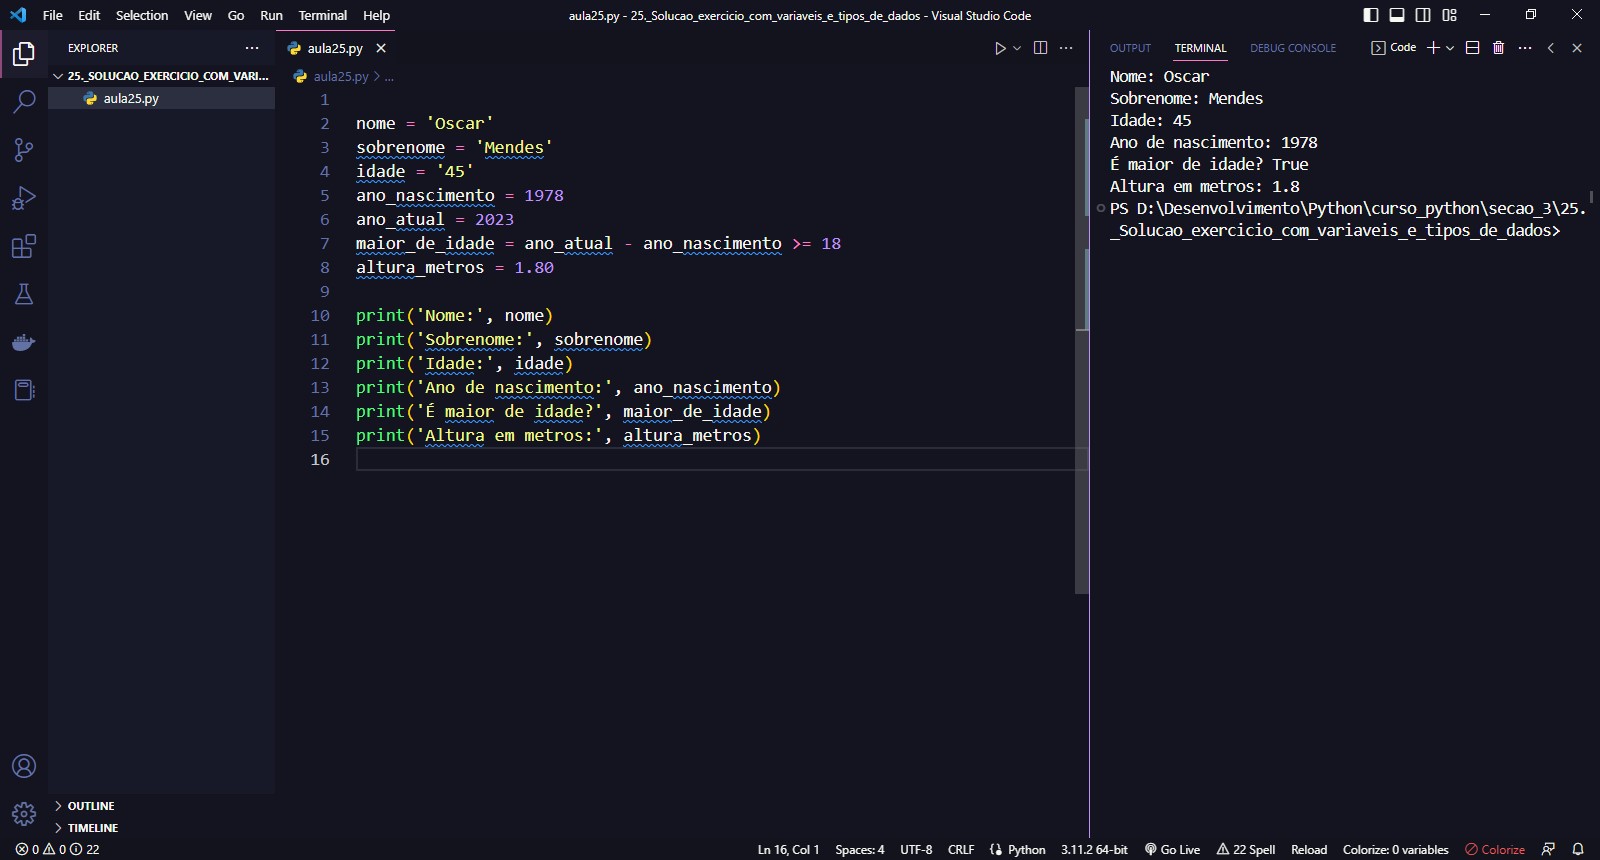 File Edit Selection View Go Run Terminal Help
aula25.py - 25._Solucao_exercicio_com_variaveis_e_tipos_de_dados - Visual Studio Code
EXPLORER
25._SOLUCAO_EXERCICIO_COM_VARI...
aula25.py
OUTLINE
TIMELINE
aula25.py
aula25.py > ...
1
2 nome = 'Oscar'
3 sobrenome = 'Mendes'
4 idade = '45'
5 ano_nascimento = 1978
6 ano_atual = 2023
7 maior_de_idade = ano_atual - ano_nascimento >= 18
8 altura_metros = 1.80
9
10 print('Nome:', nome)
11 print('Sobrenome:', sobrenome)
12 print('Idade:', idade)
13 print('Ano de nascimento:', ano_nascimento)
14 print('É maior de idade?', maior_de_idade)
15 print('Altura em metros:', altura_metros)
16
OUTPUT TERMINAL DEBUG CONSOLE Code
Nome: Oscar
Sobrenome: Mendes
Idade: 45
Ano de nascimento: 1978
É maior de idade? True
Altura em metros: 1.8
PS D:\Desenvolvimento\Python\curso_python\secao_3\25.
_Solucao_exercicio_com_variaveis_e_tipos_de_dados>
0 0 22 Ln 16, Col 1 Spaces: 4 UTF-8 CRLF Python 3.11.2 64-bit Go Live 22 Spell Reload Colorize: 0 variables Colorize